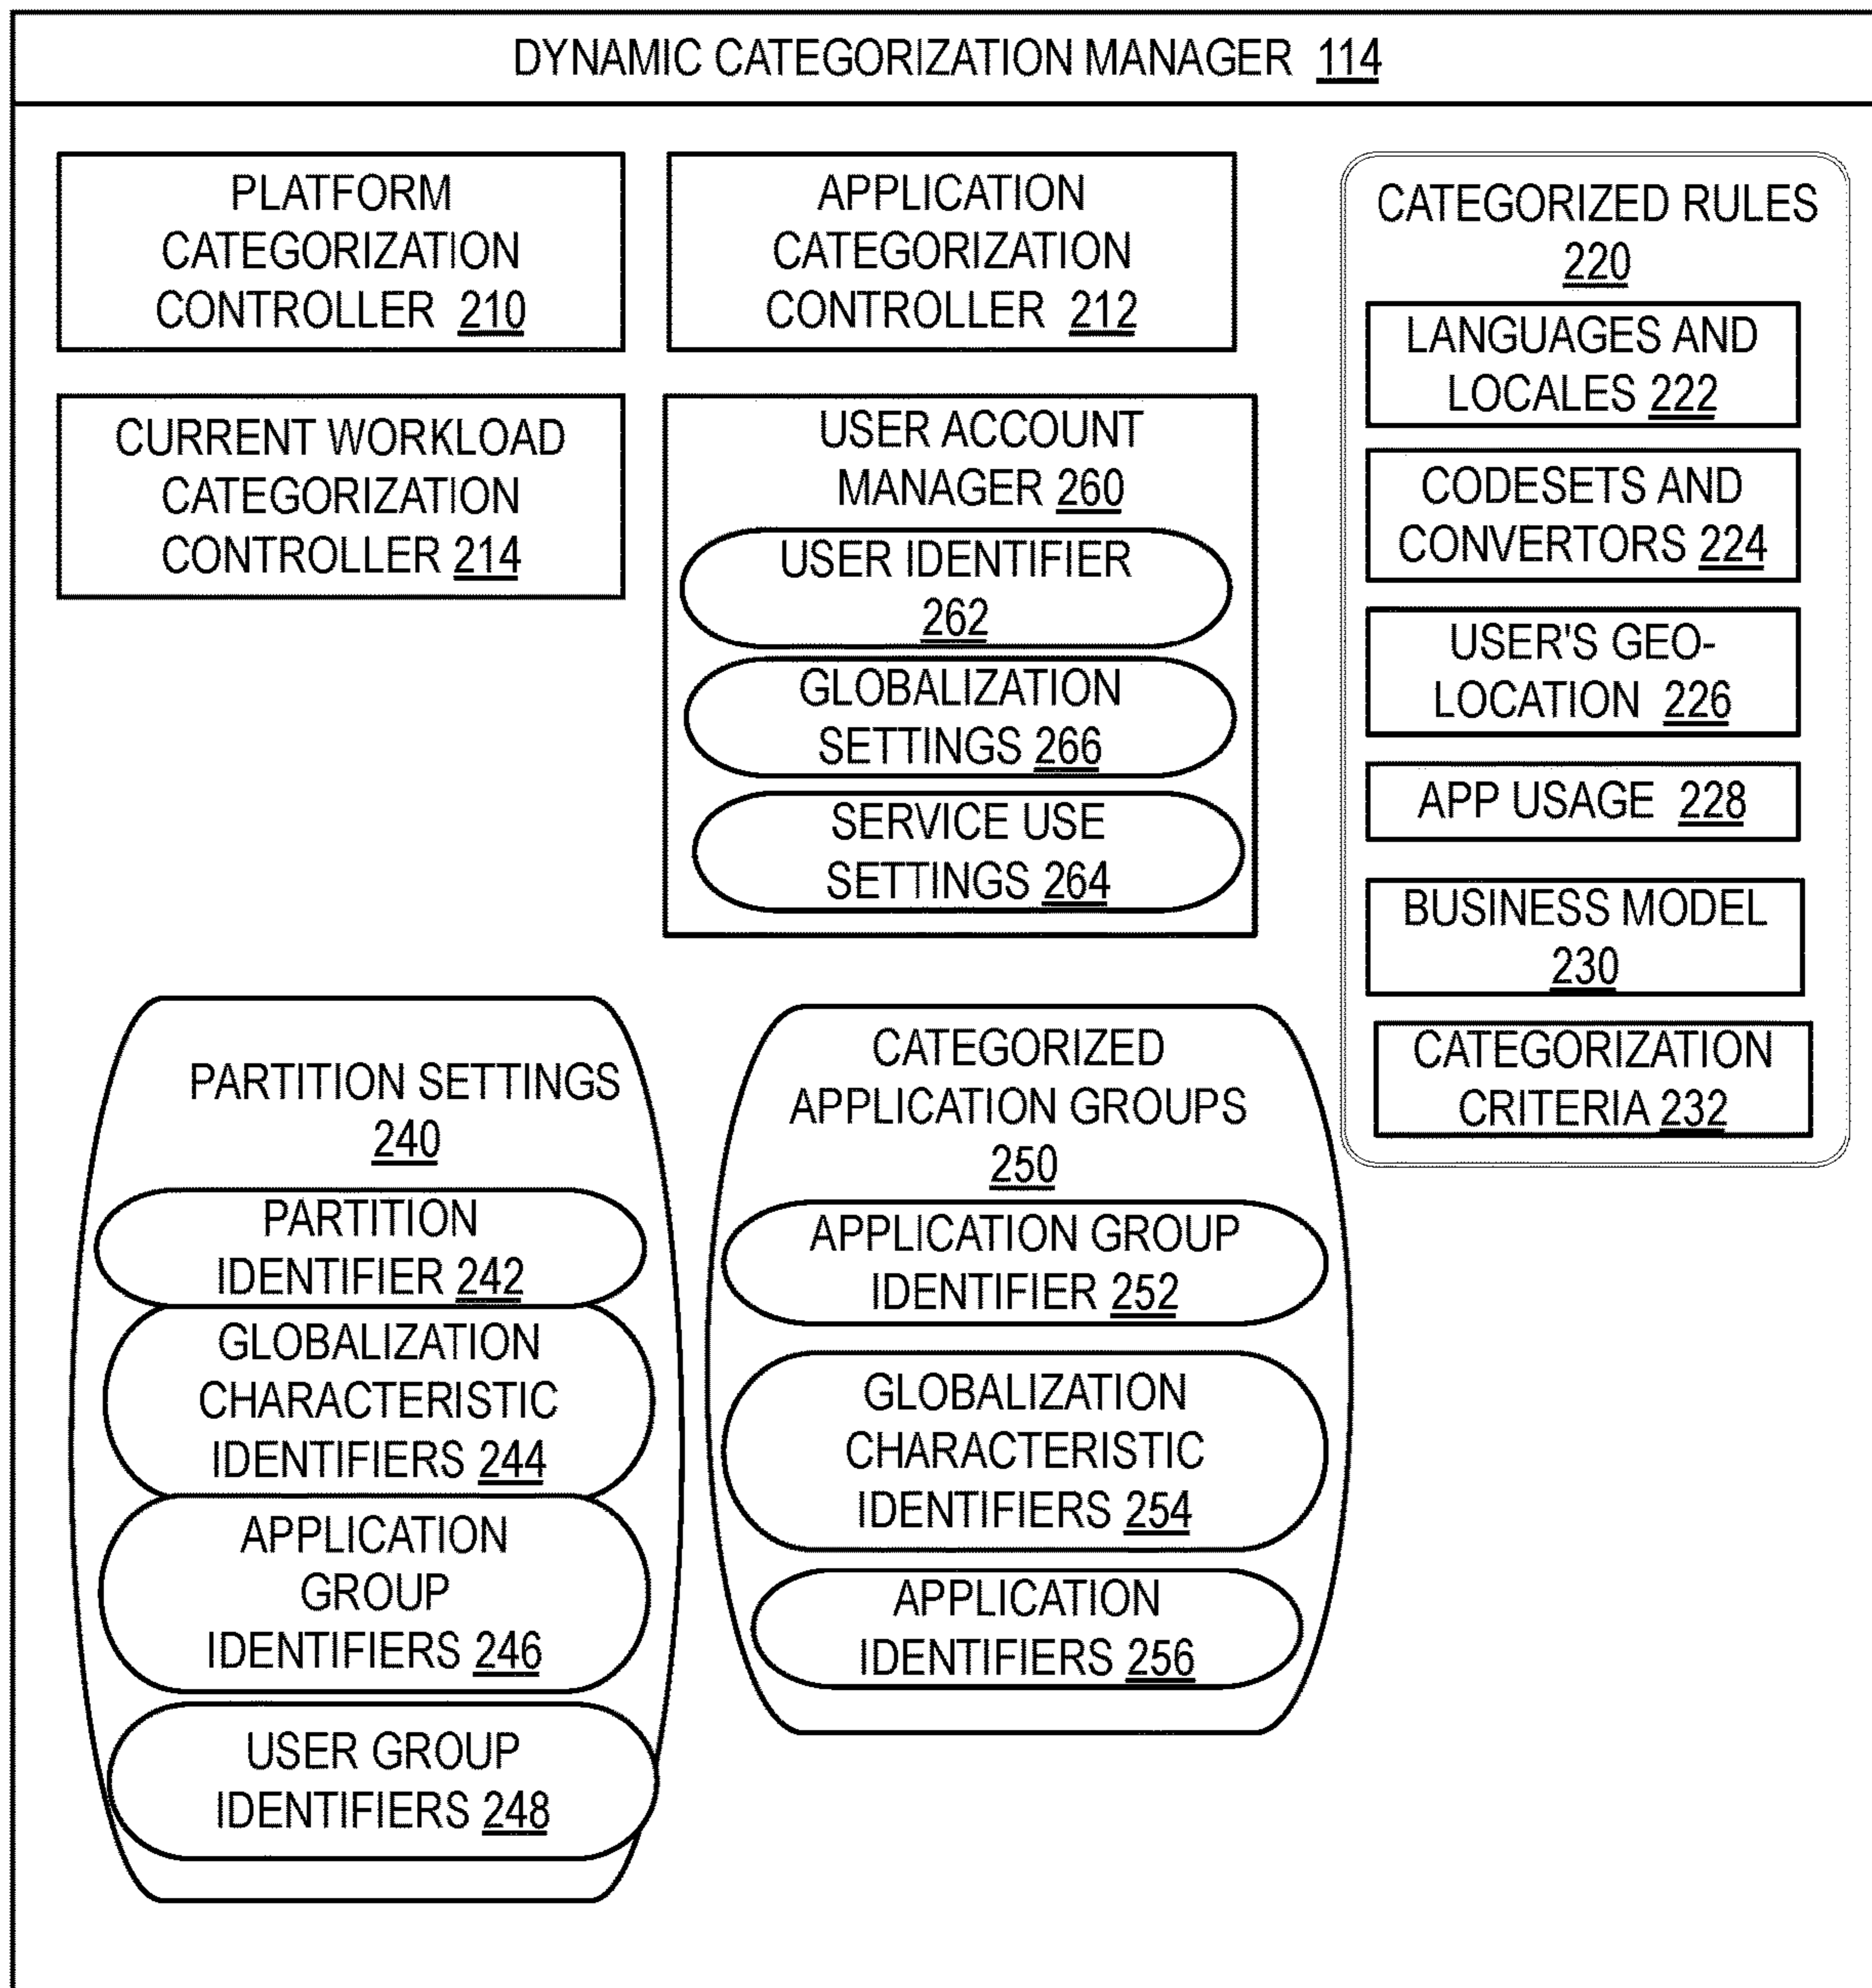 DYNAMIC CATEGORIZATION MANAGER 114
PLATFORM
CATEGORIZATION
CONTROLLER 210
APPLICATION
CATEGORIZATION
CONTROLLER 212
CURRENT WORKLOAD
CATEGORIZATION
CONTROLLER 214
USER ACCOUNT
MANAGER 260
USER IDENTIFIER
262
GLOBALIZATION
SETTINGS 266
SERVICE USE
SETTINGS 264
CATEGORIZED RULES
220
LANGUAGES AND
LOCALES 222
CODESETS AND
CONVERTORS 224
USER'S GEO-
LOCATION 226
APP USAGE 228
BUSINESS MODEL
230
CATEGORIZATION
CRITERIA 232
PARTITION SETTINGS
240
PARTITION
IDENTIFIER 242
GLOBALIZATION
CHARACTERISTIC
IDENTIFIERS 244
APPLICATION
GROUP
IDENTIFIERS 246
USER GROUP
IDENTIFIERS 248
CATEGORIZED
APPLICATION GROUPS
250
APPLICATION GROUP
IDENTIFIER 252
GLOBALIZATION
CHARACTERISTIC
IDENTIFIERS 254
APPLICATION
IDENTIFIERS 256